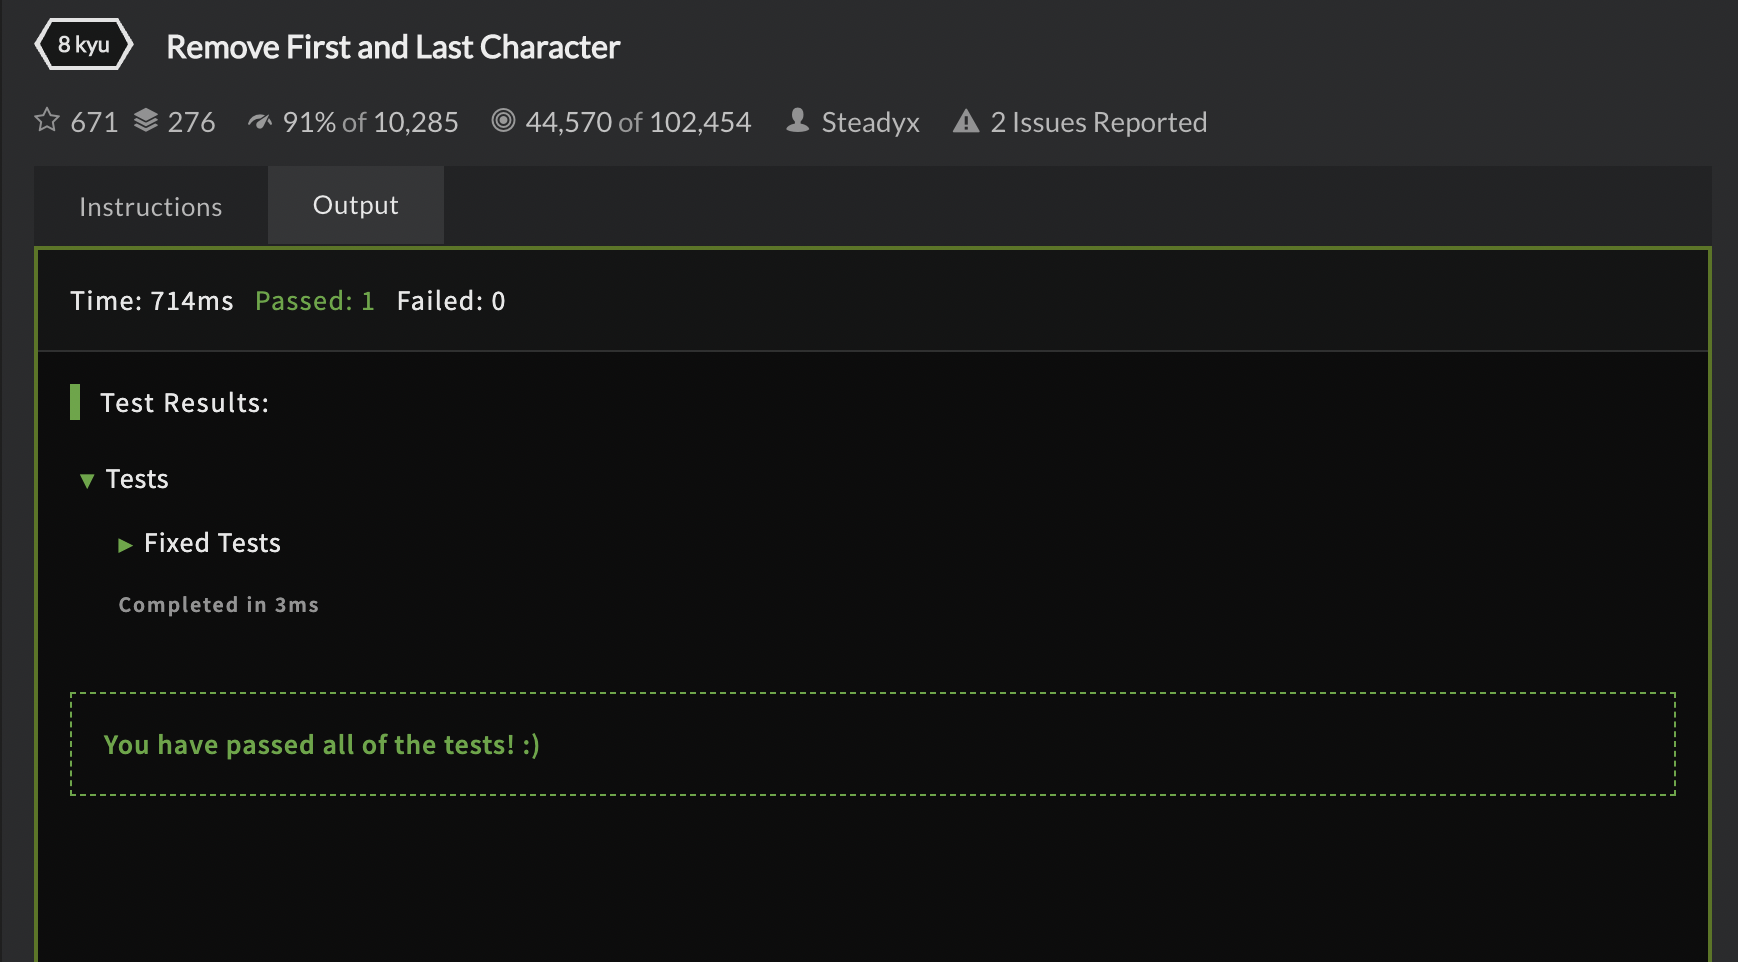 8 kyu Remove First and Last Character
671 276 91% of 10,285 44,570 of 102,454 Steadyx 2 Issues Reported
Instructions Output
Time: 714ms Passed: 1 Failed: 0
Test Results:
Tests
Fixed Tests
Completed in 3ms
You have passed all of the tests! :)